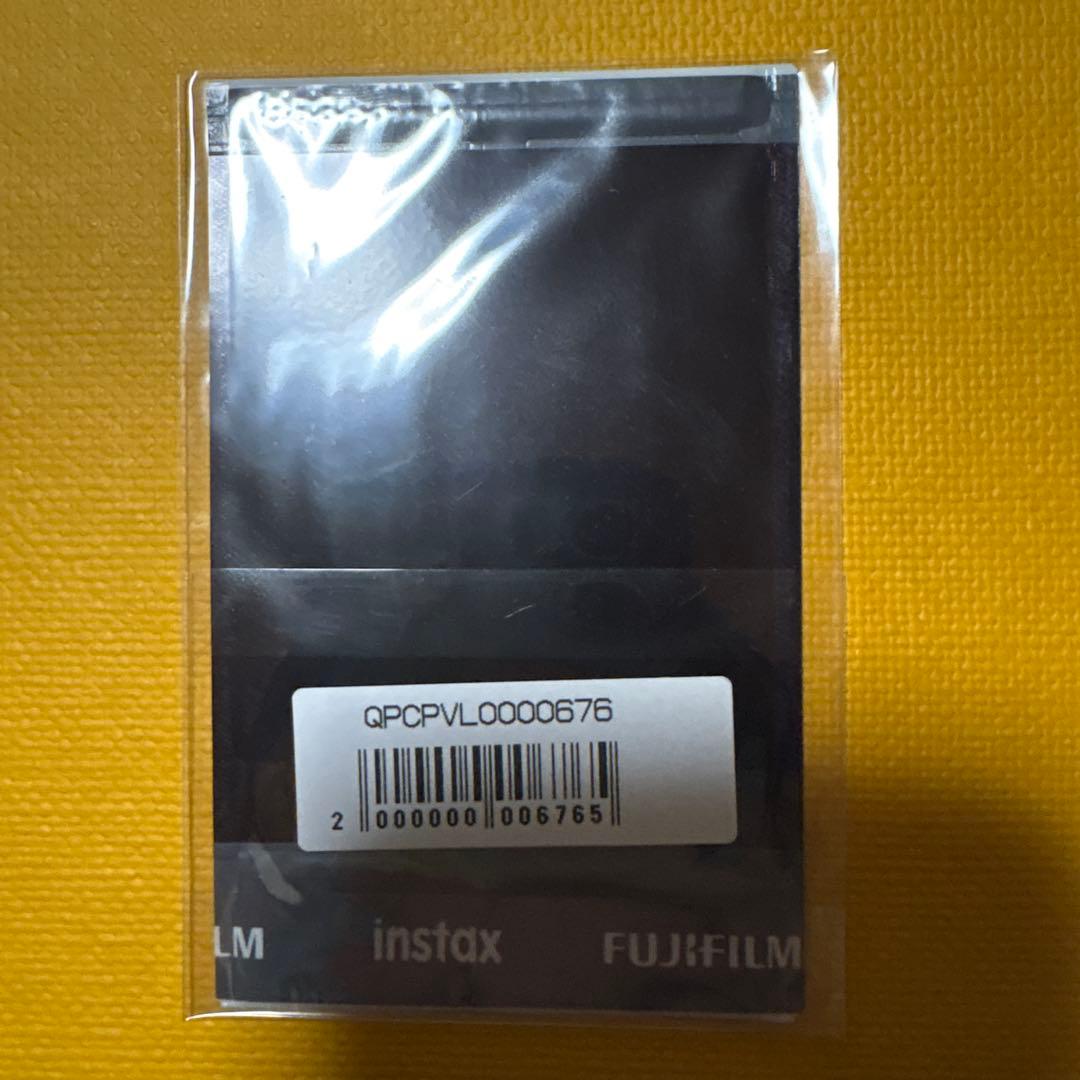 QPCPVL0000676
2 000000 006765
LM instax FUJIFILM